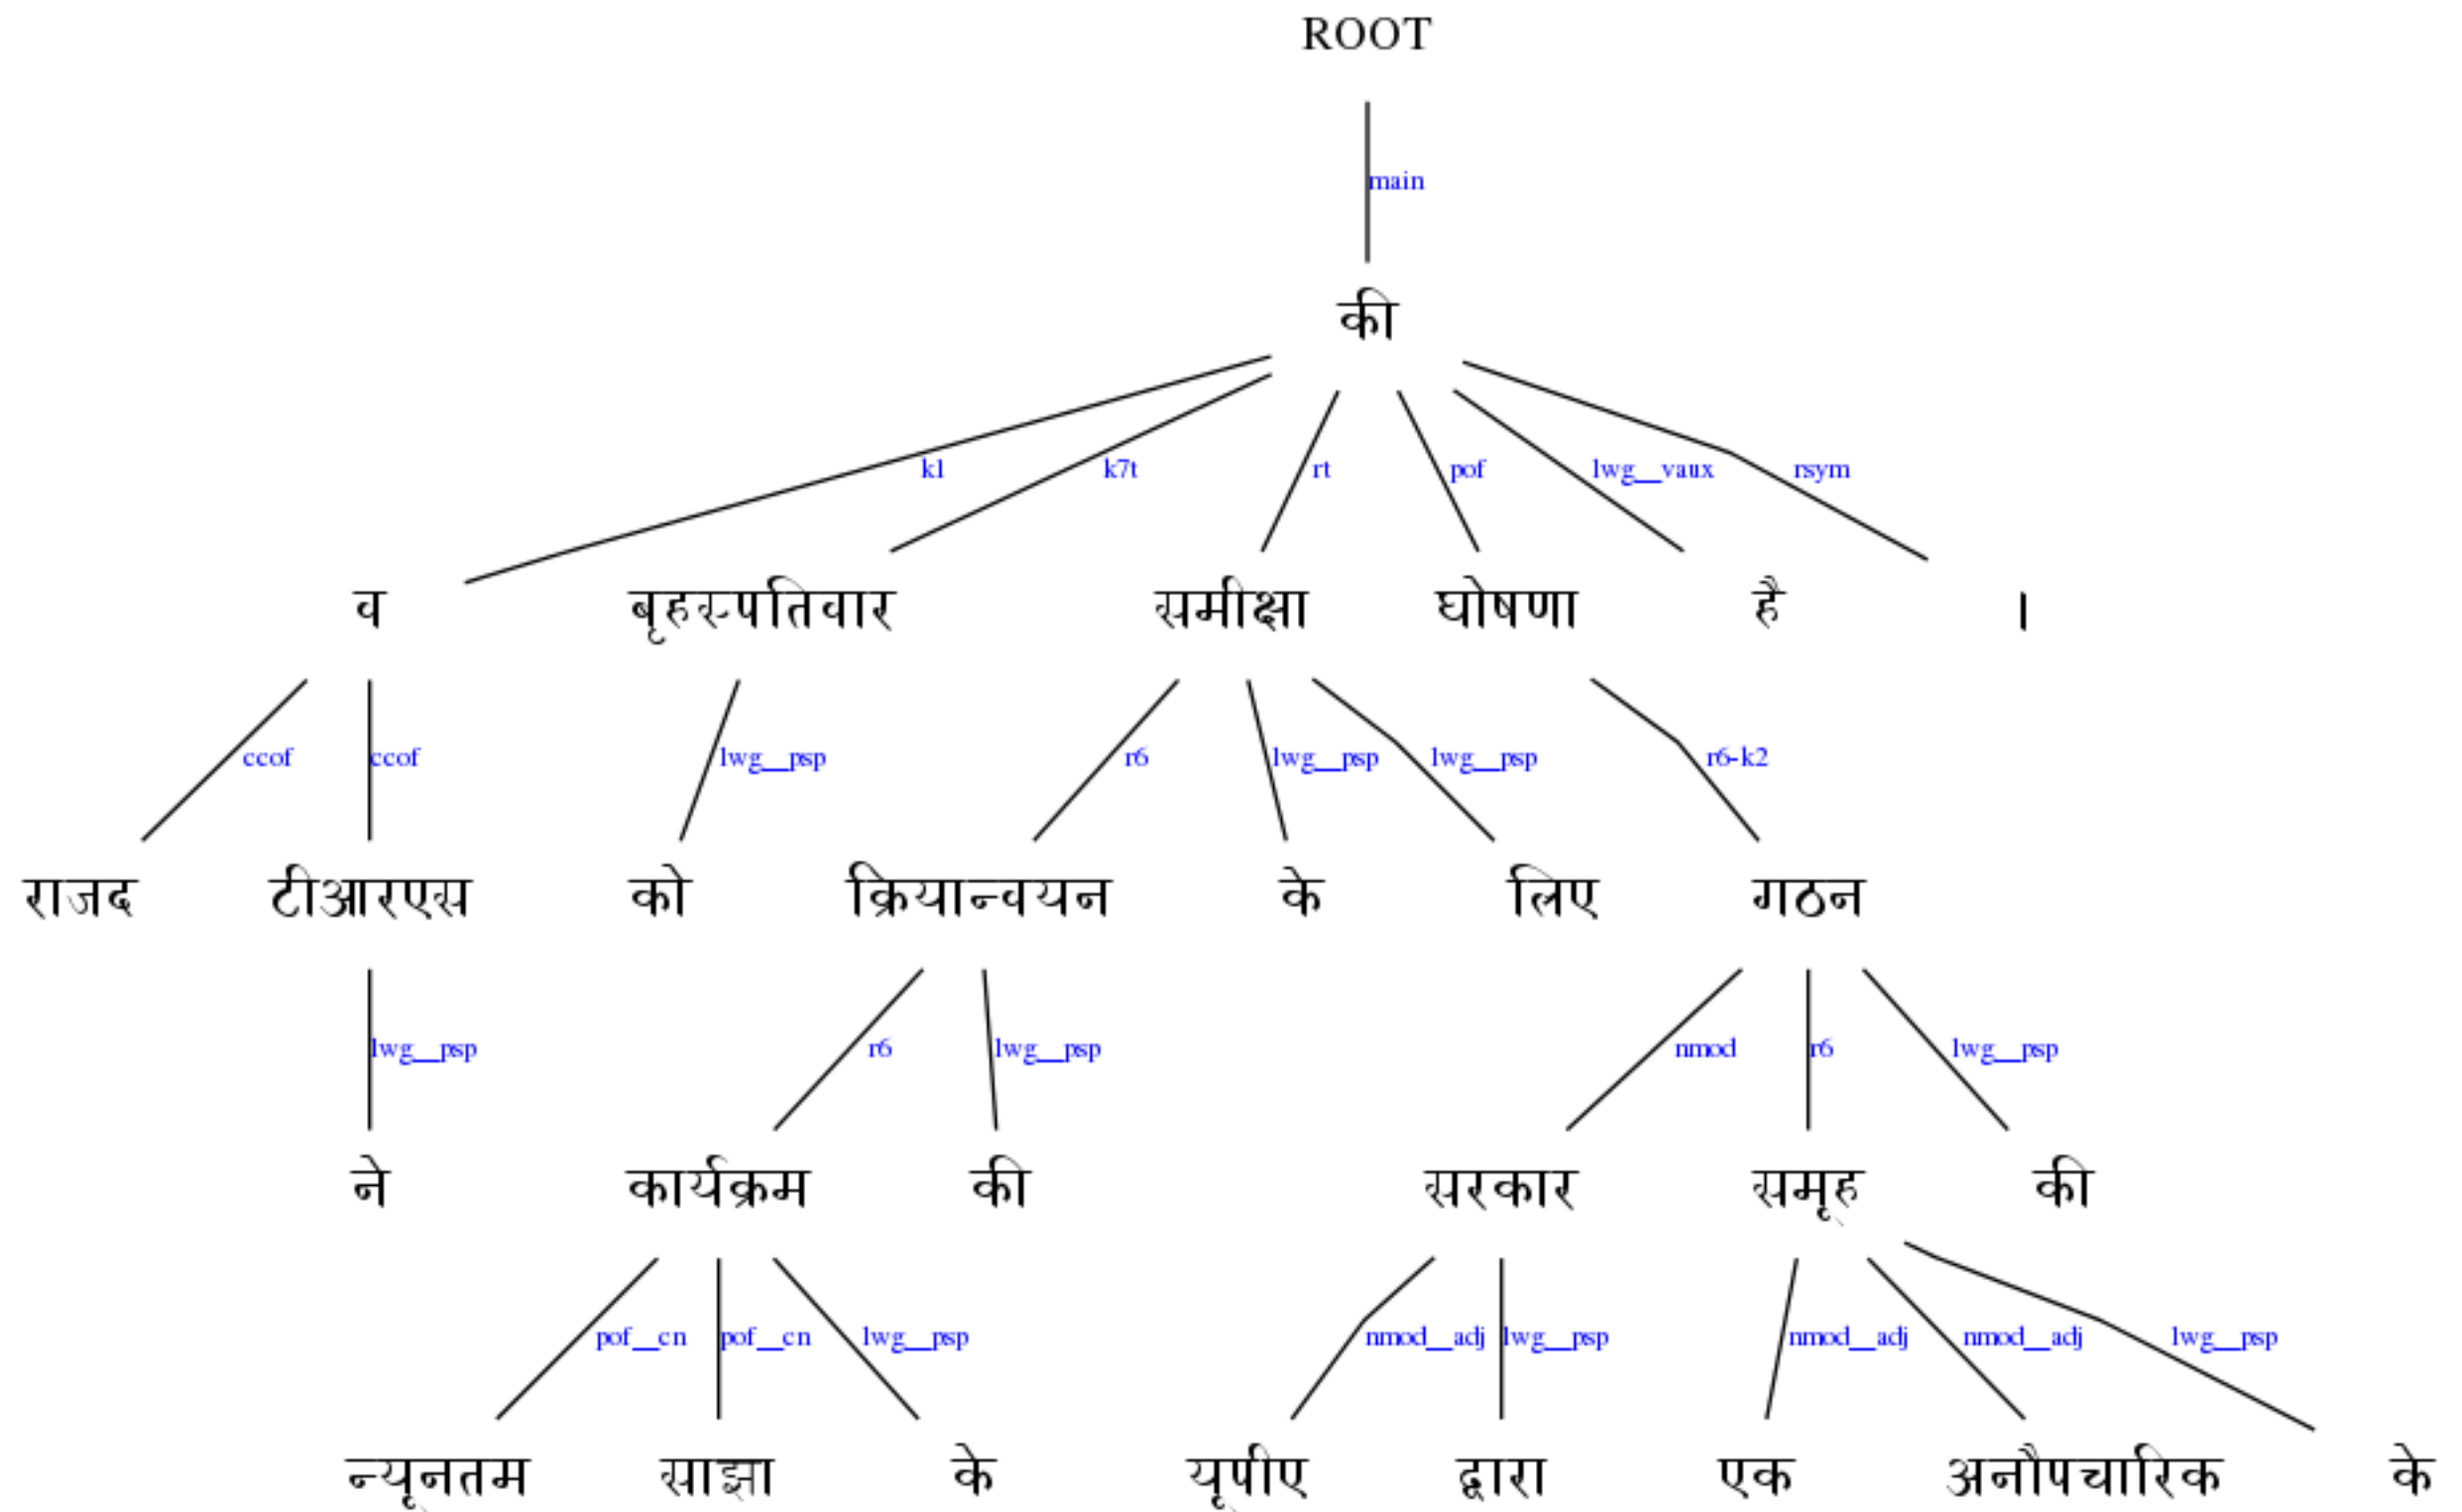 ROOT
main
की
k1 k7t rt pof lwg__vaux rsym
व बृहस्पतिवार समीक्षा घोषणा है ।
ccof ccof lwg__psp r6 lwg__psp lwg__psp r6-k2
राजद टीआरएस को क्रियान्वयन के लिए गठन
lwg__psp r6 lwg__psp nmod r6 lwg__psp
ने कार्यक्रम की सरकार समूह की
pof__cn pof__cn lwg__psp nmod__adj lwg__psp nmod__adj nmod__adj lwg__psp
न्यूनतम साझा के यूपीए द्वारा एक अनौपचारिक के